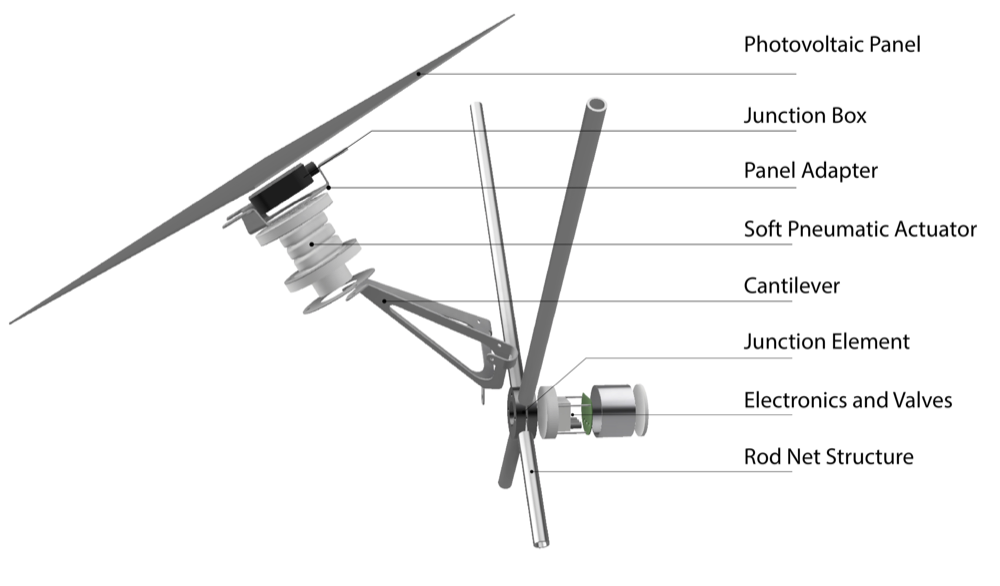 Photovoltaic Panel
Junction Box
Panel Adapter
Soft Pneumatic Actuator
Cantilever
Junction Element
Electronics and Valves
Rod Net Structure